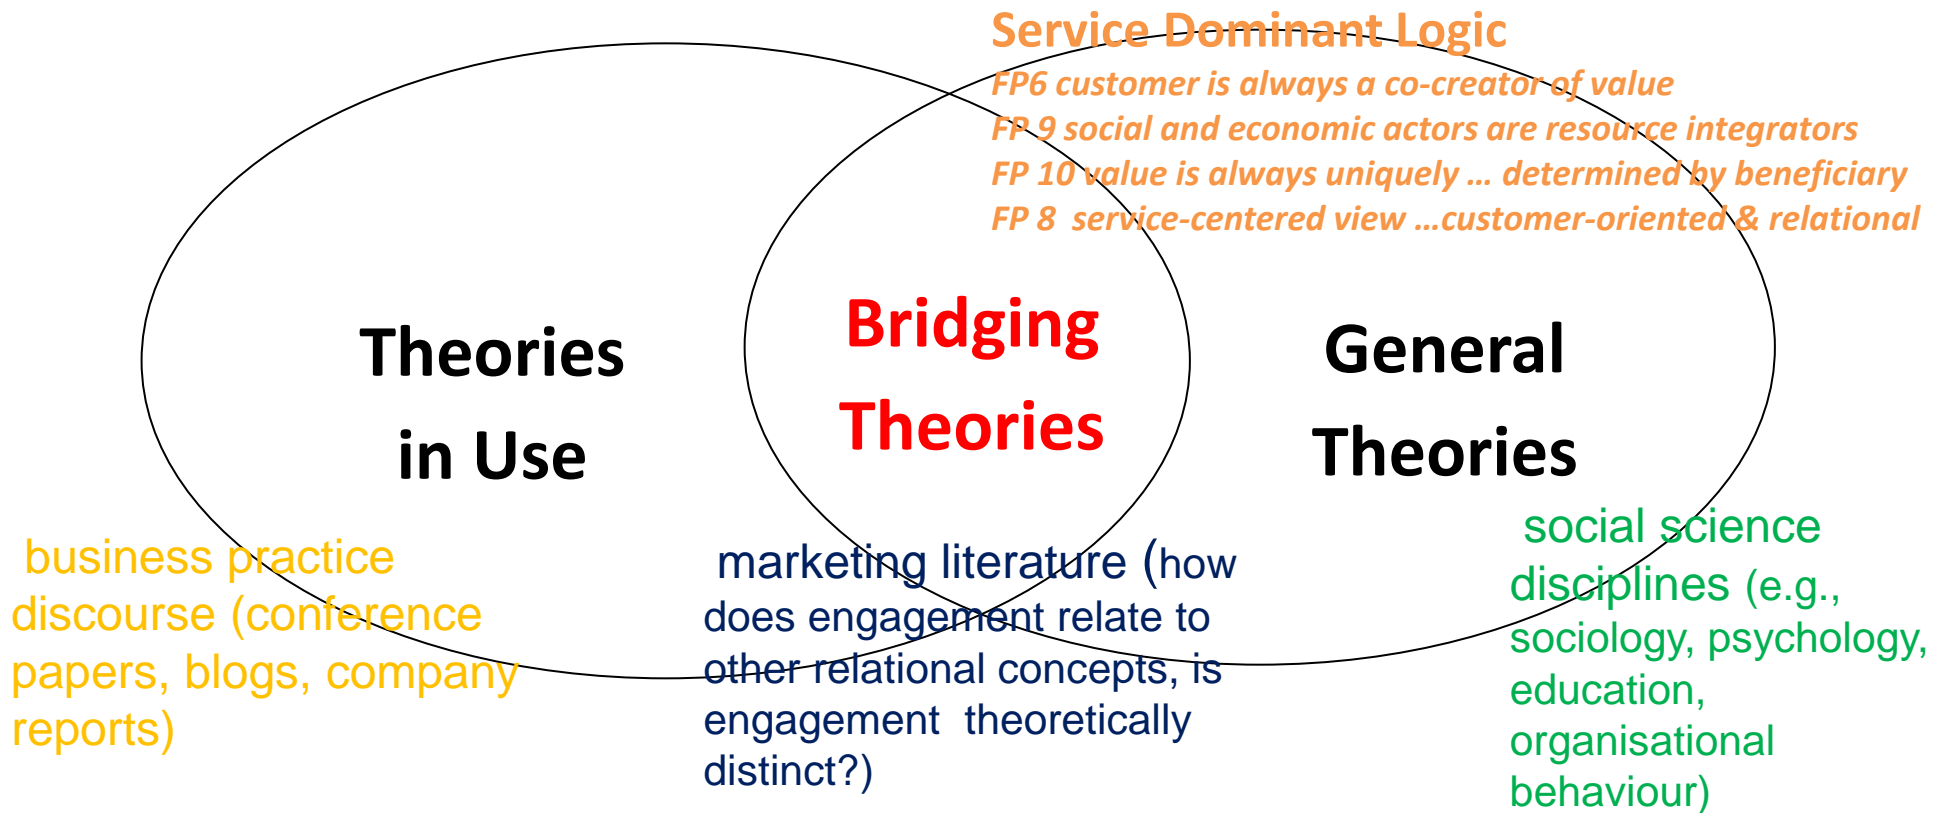 Service Dominant Logic
FP6 customer is always a co-creator of value
FP 9 social and economic actors are resource integrators
FP 10 value is always uniquely … determined by beneficiary
FP 8 service-centered view …customer-oriented & relational
Theories
in Use
Bridging
Theories
General
Theories
business practice
discourse (conference
papers, blogs, company
reports)
marketing literature (how
does engagement relate to
other relational concepts, is
engagement theoretically
distinct?)
social science
disciplines (e.g.,
sociology, psychology,
education,
organisational
behaviour)